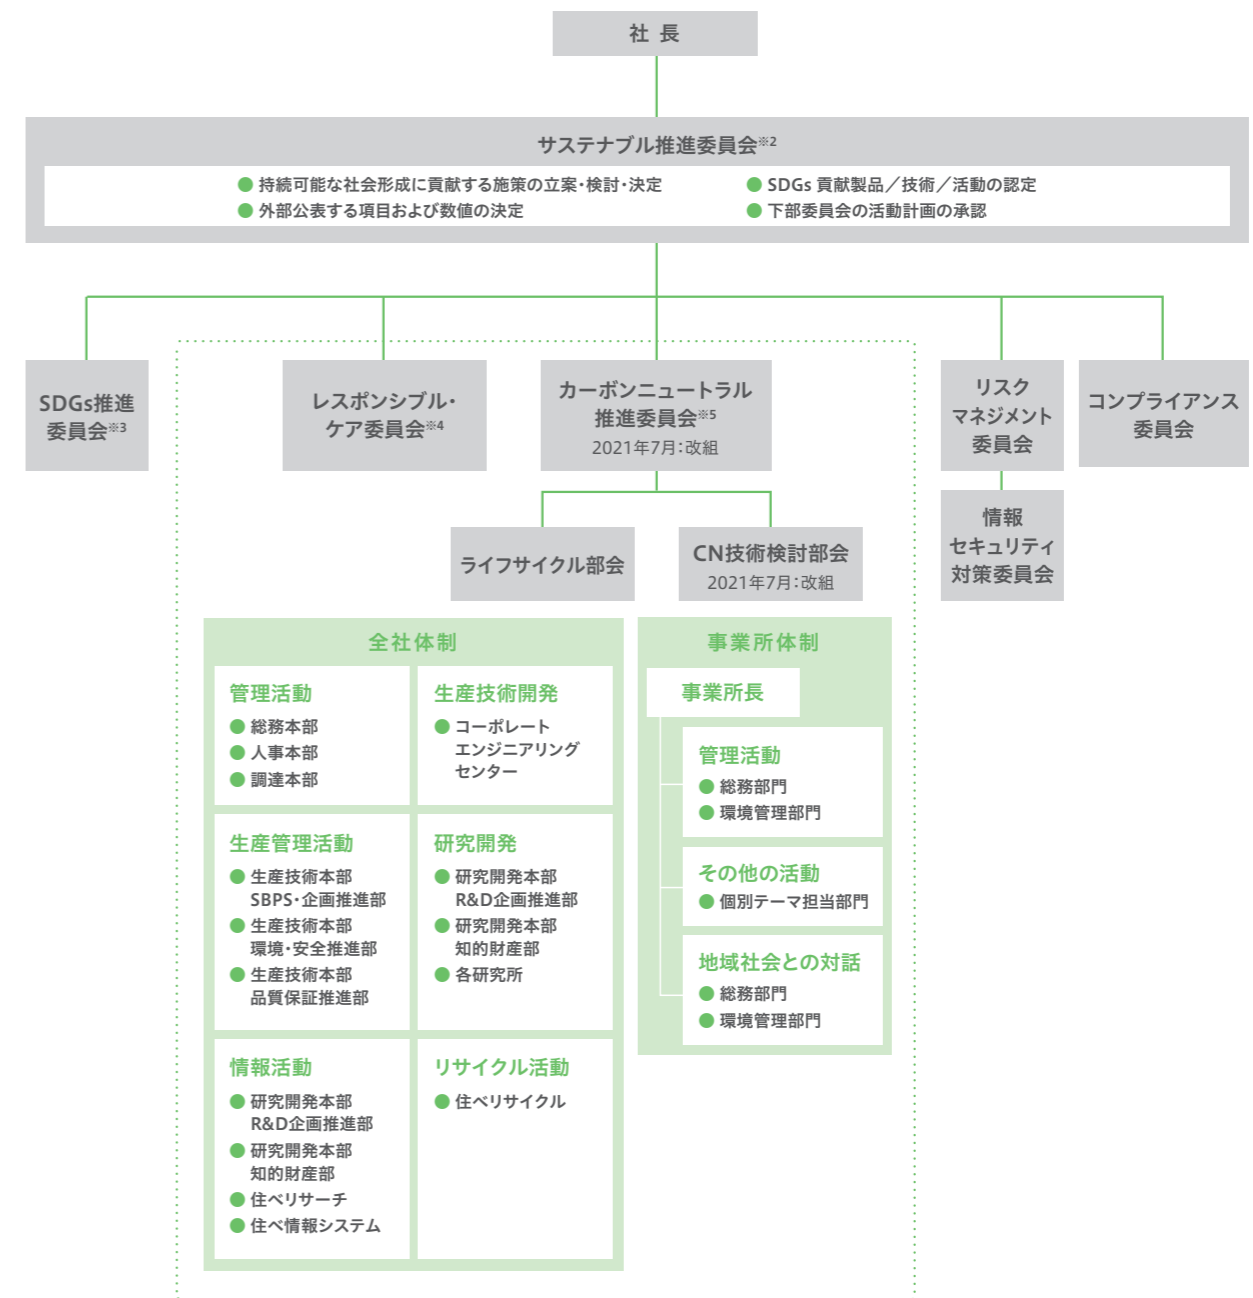 社 長
サステナブル推進委員会※2
● 持続可能な社会形成に貢献する施策の立案・検討・決定
● 外部公表する項目および数値の決定
● SDGs 貢献製品／技術／活動の認定
● 下部委員会の活動計画の承認
SDGs推進
委員会※3
レスポンシブル・
ケア委員会※4
カーボンニュートラル
推進委員会※5
2021年7月：改組
リスク
マネジメント
委員会
コンプライアンス
委員会
情報
セキュリティ
対策委員会
ライフサイクル部会
CN技術検討部会
2021年7月：改組
全社体制
管理活動
● 総務本部
● 人事本部
● 調達本部
生産技術開発
● コーポレート
エンジニアリング
センター
生産管理活動
● 生産技術本部
SBPS・企画推進部
● 生産技術本部
環境・安全推進部
● 生産技術本部
品質保証推進部
研究開発
● 研究開発本部
R&D企画推進部
● 研究開発本部
知的財産部
● 各研究所
情報活動
● 研究開発本部
R&D企画推進部
● 研究開発本部
知的財産部
● 住べリサーチ
● 住べ情報システム
リサイクル活動
● 住べリサイクル
事業所体制
事業所長
管理活動
● 総務部門
● 環境管理部門
その他の活動
● 個別テーマ担当部門
地域社会との対話
● 総務部門
● 環境管理部門